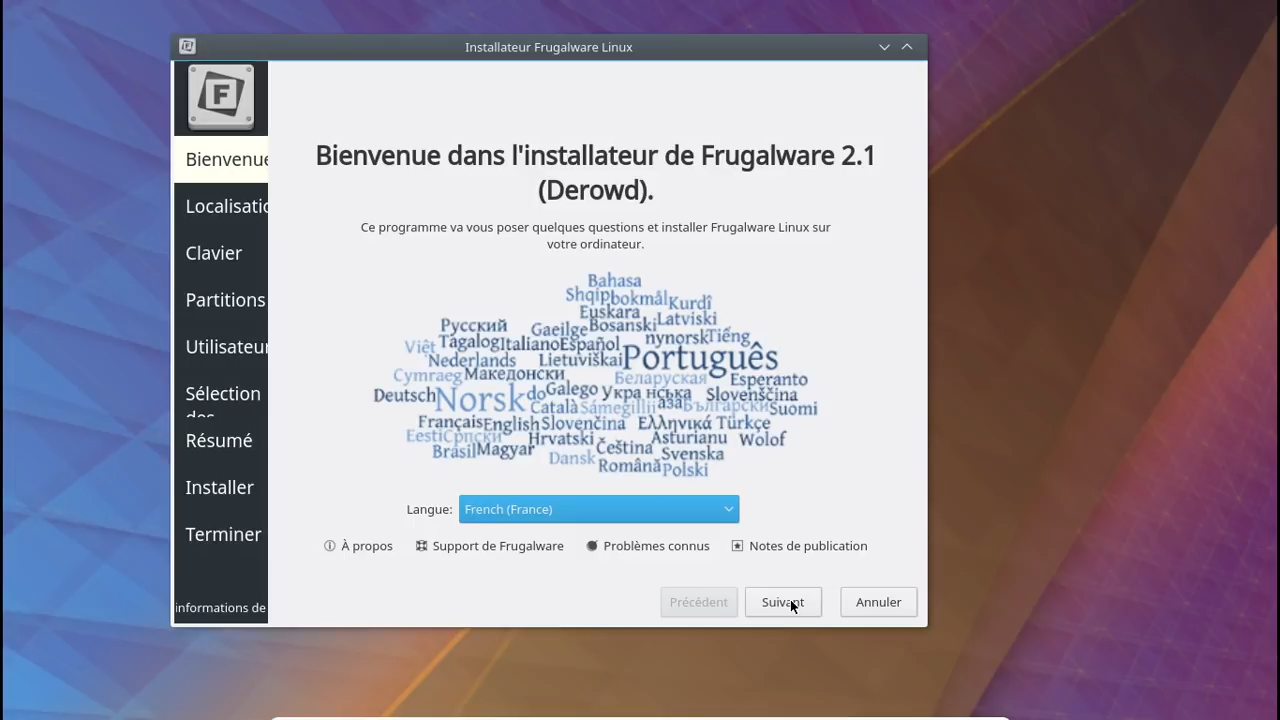 Installateur Frugalware Linux
F
Bienvenue
Localisatio
Clavier
Partitions
Utilisateur
Sélection
des
Résumé
Installer
Terminer
informations de
Bienvenue dans l'installateur de Frugalware 2.1
(Derowd).
Ce programme va vous poser quelques questions et installer Frugalware Linux sur
votre ordinateur.
Bahasa
Shqip bokmål Kurdî
Euskara
Русский Gaeilge Bosanski Latviski
Việt Tagalog Italiano Español nynorsk Tiếng
Nederlands Lietuviškai Português
Cymraeg Македонски Беларуская Esperanto
Deutsch Norsk do Galego Укра нська Slovenščina
Català Sámegillii Български Suomi
Français English Slovenčina Ελληνικά Türkçe
Eesti Српски Hrvatski Asturianu Wolof
Brasil Magyar Čeština Svenska
Dansk Română Polski
Langue: French (France)
À propos Support de Frugalware Problèmes connus Notes de publication
Précédent Suivant Annuler